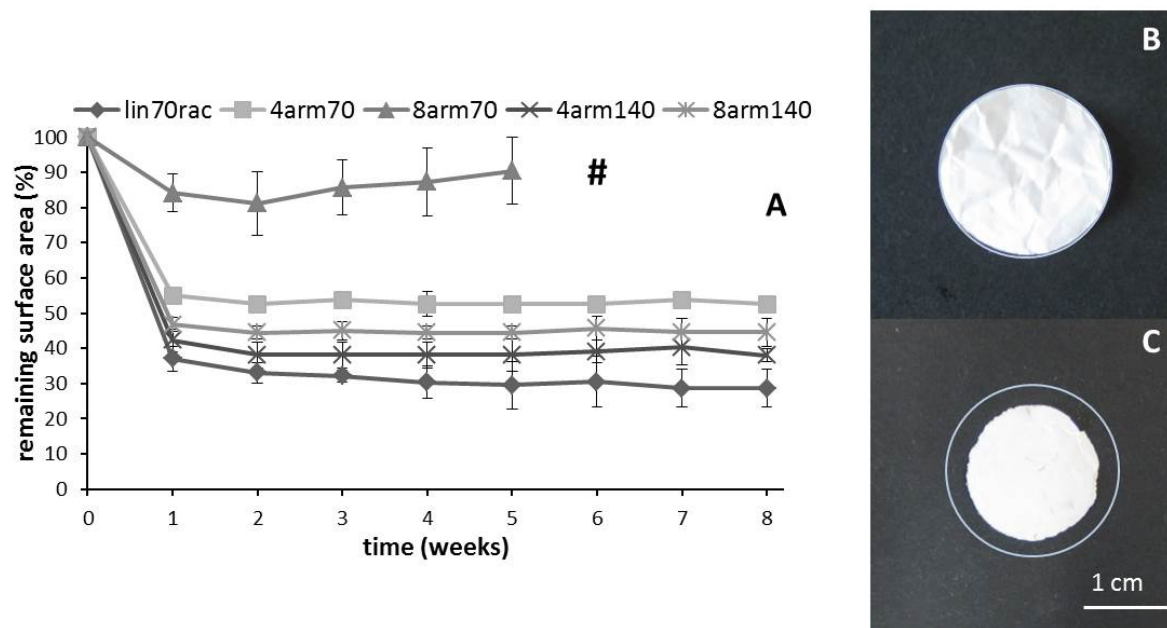 lin70rac 4arm70 8arm70 4arm140 8arm140
remaining surface area (%)
100
90
80
70
60
50
40
30
20
10
0
#
A
0 1 2 3 4 5 6 7 8
time (weeks)
B
C
1 cm